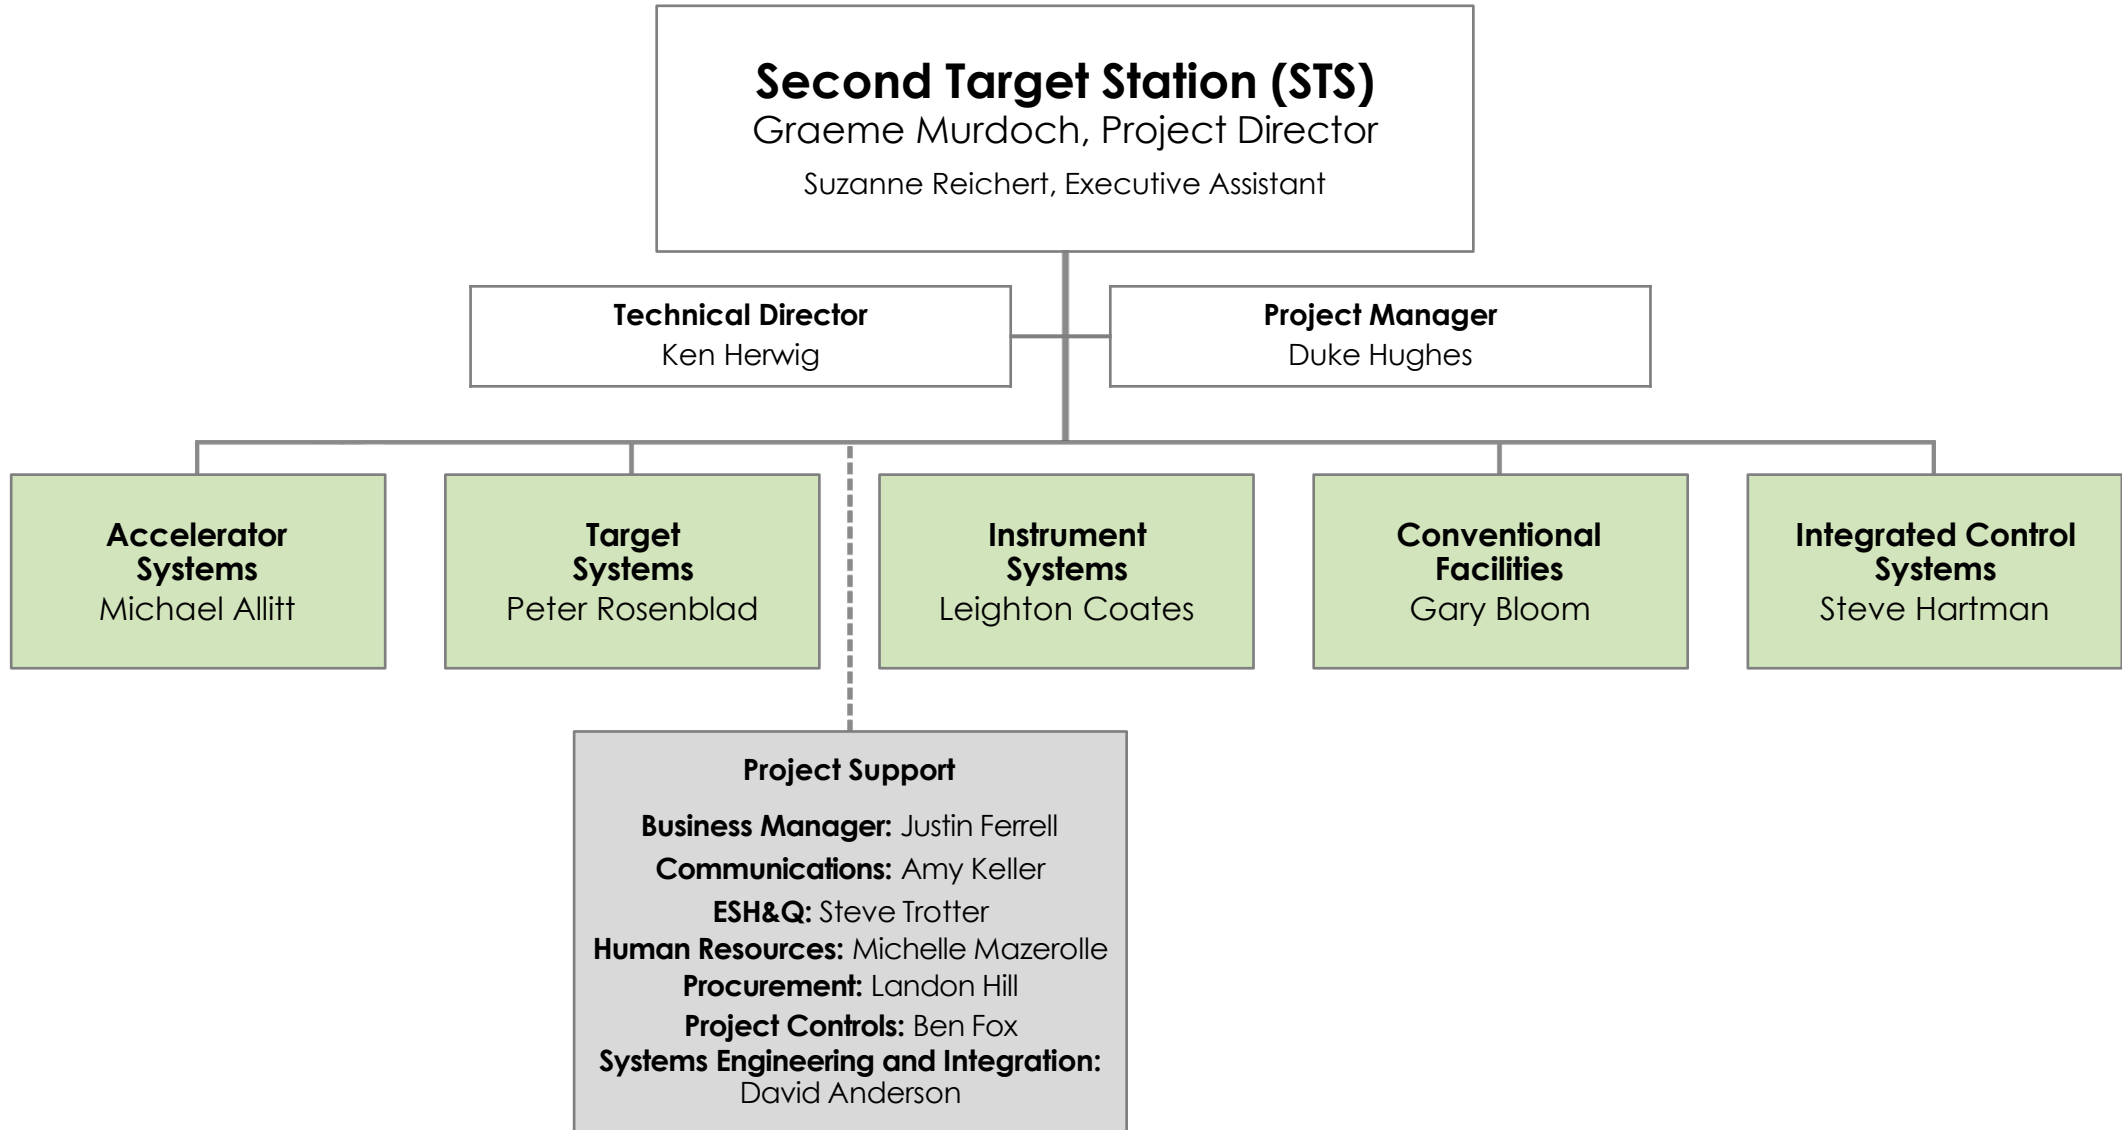 Second Target Station (STS)
Graeme Murdoch, Project Director
Suzanne Reichert, Executive Assistant
Technical Director
Ken Herwig
Project Manager
Duke Hughes
Accelerator
Systems
Michael Allitt
Target
Systems
Peter Rosenblad
Instrument
Systems
Leighton Coates
Conventional
Facilities
Gary Bloom
Integrated Control
Systems
Steve Hartman
Project Support
Business Manager: Justin Ferrell
Communications: Amy Keller
ESH&Q: Steve Trotter
Human Resources: Michelle Mazerolle
Procurement: Landon Hill
Project Controls: Ben Fox
Systems Engineering and Integration:
David Anderson